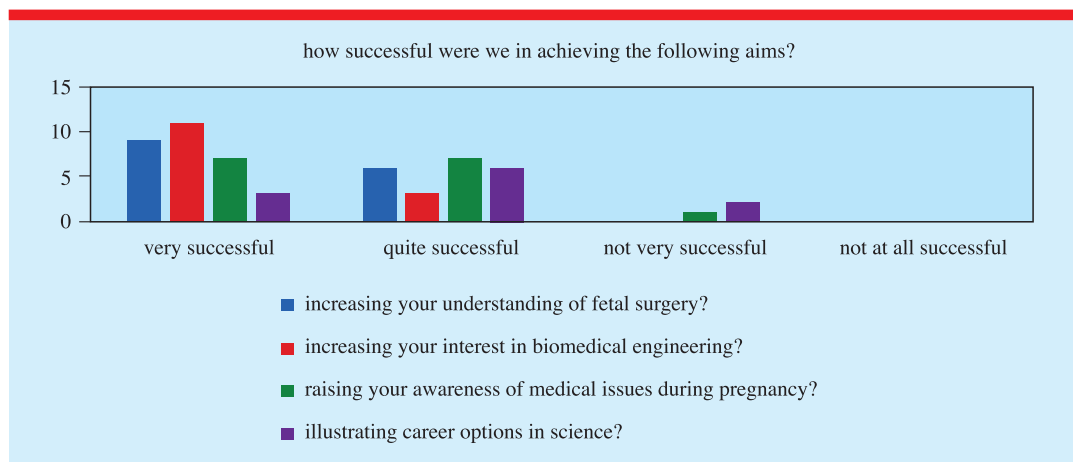 how successful were we in achieving the following aims?
15
10
5
0
very successful
quite successful
not very successful
not at all successful
increasing your understanding of fetal surgery?
increasing your interest in biomedical engineering?
raising your awareness of medical issues during pregnancy?
illustrating career options in science?